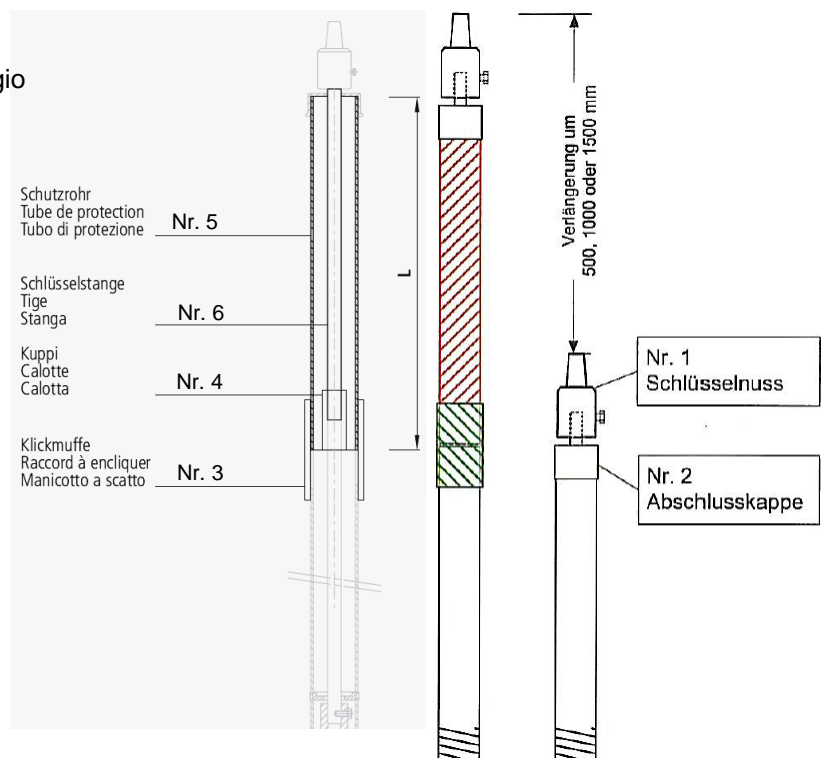 gio
Schutzrohr
Tube de protection
Tubo di protezione
Nr. 5
Schlüsselstange
Tige
Stanga
Nr. 6
Kuppi
Calotte
Calotta
Nr. 4
Klickmuffe
Raccord à encliquer
Manicotto a scatto
Nr. 3
L
Verlängerung um
500, 1000 oder 1500 mm
Nr. 1
Schlüsselnuss
Nr. 2
Abschlusskappe